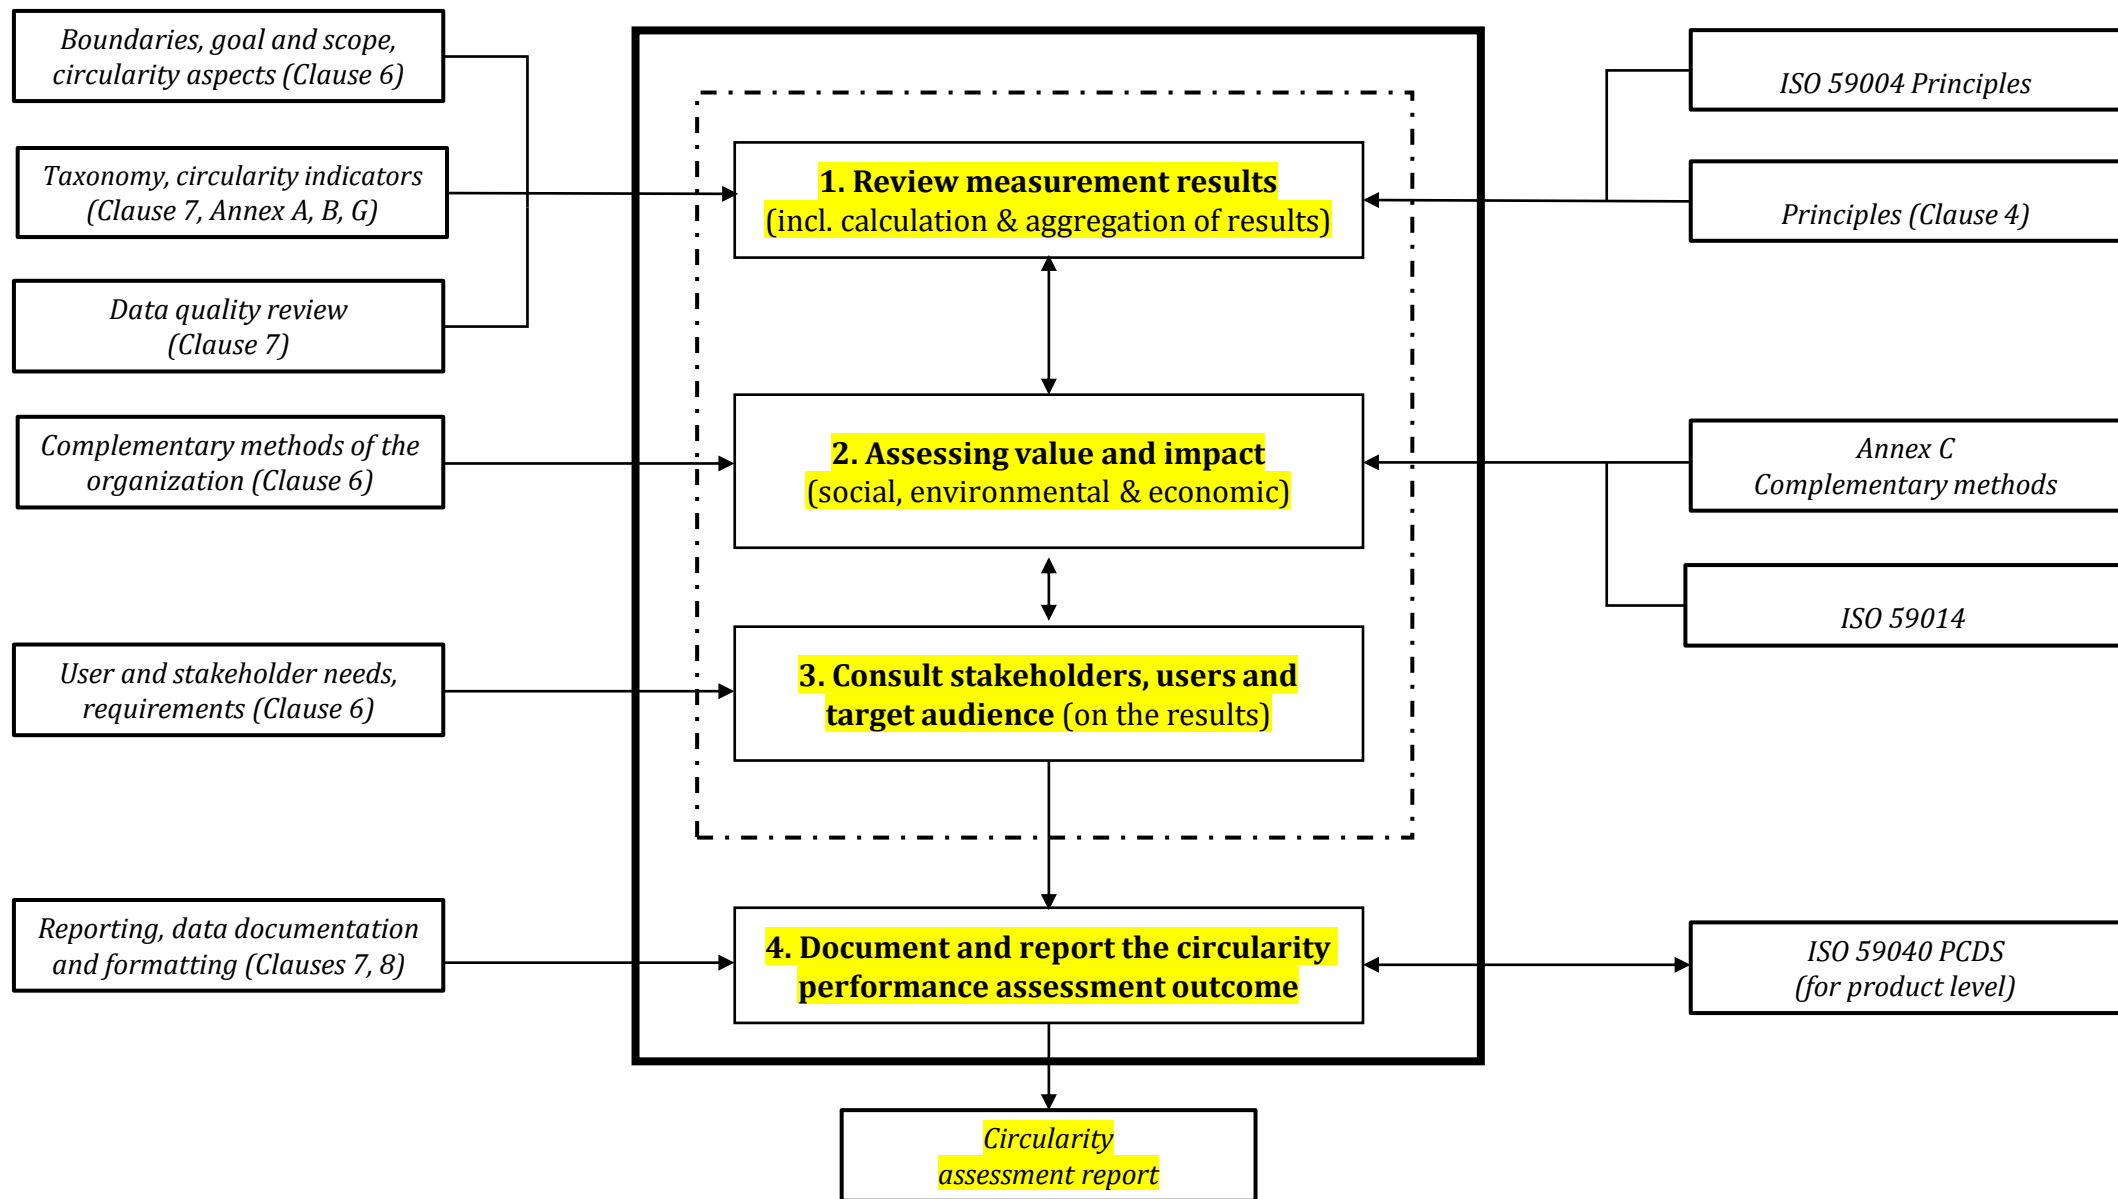 Boundaries, goal and scope,
circularity aspects (Clause 6)
Taxonomy, circularity indicators
(Clause 7, Annex A, B, G)
Data quality review
(Clause 7)
Complementary methods of the
organization (Clause 6)
User and stakeholder needs,
requirements (Clause 6)
Reporting, data documentation
and formatting (Clauses 7, 8)
1. Review measurement results
(incl. calculation & aggregation of results)
2. Assessing value and impact
(social, environmental & economic)
3. Consult stakeholders, users and
target audience (on the results)
4. Document and report the circularity
performance assessment outcome
Circularity
assessment report
ISO 59004 Principles
Principles (Clause 4)
Annex C
Complementary methods
ISO 59014
ISO 59040 PCDS
(for product level)